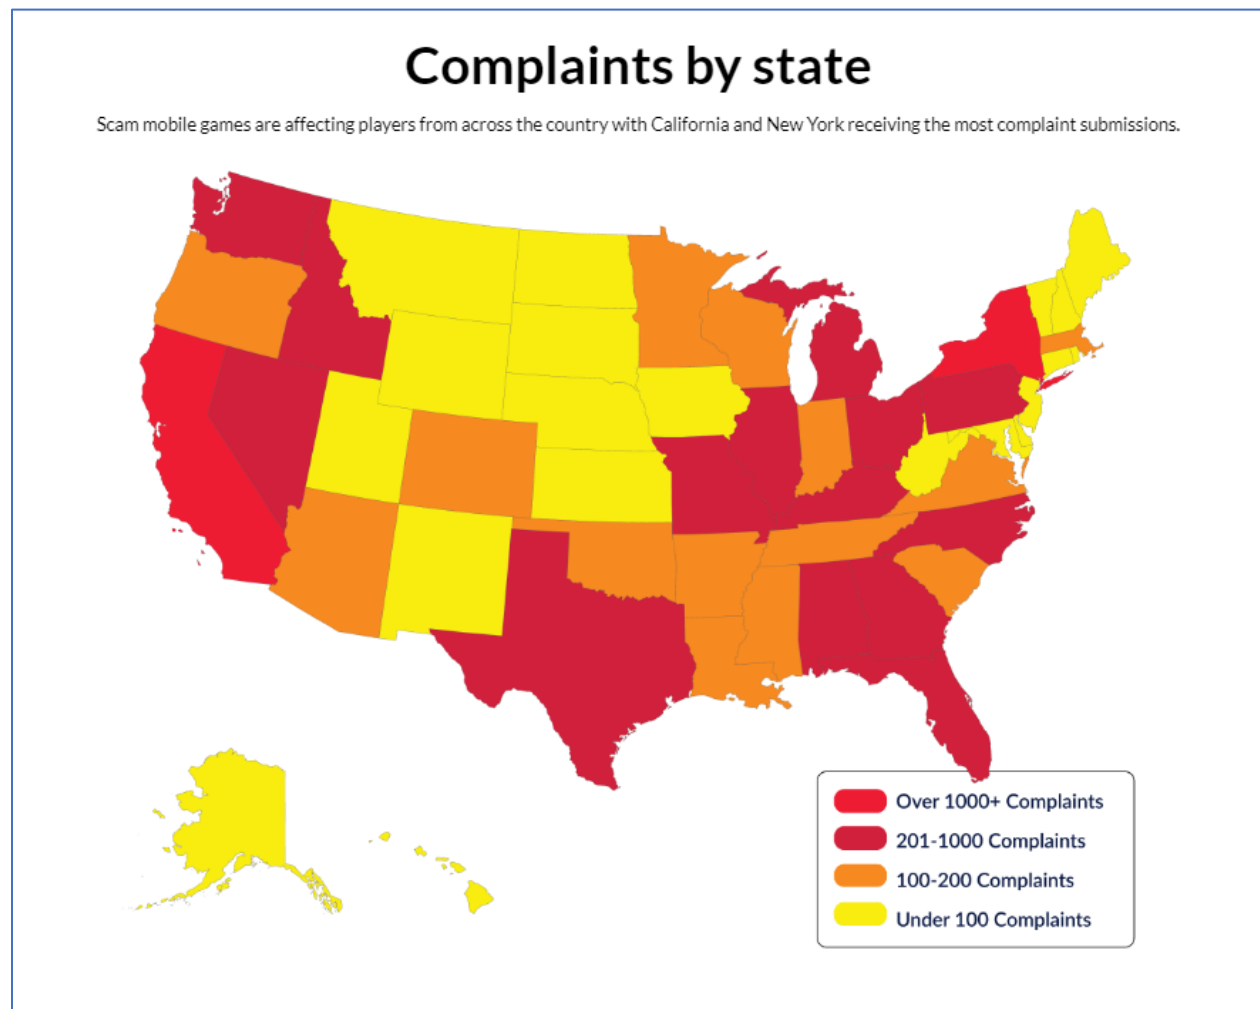 Complaints by state
Scam mobile games are affecting players from across the country with California and New York receiving the most complaint submissions.
Over 1000+ Complaints
201-1000 Complaints
100-200 Complaints
Under 100 Complaints